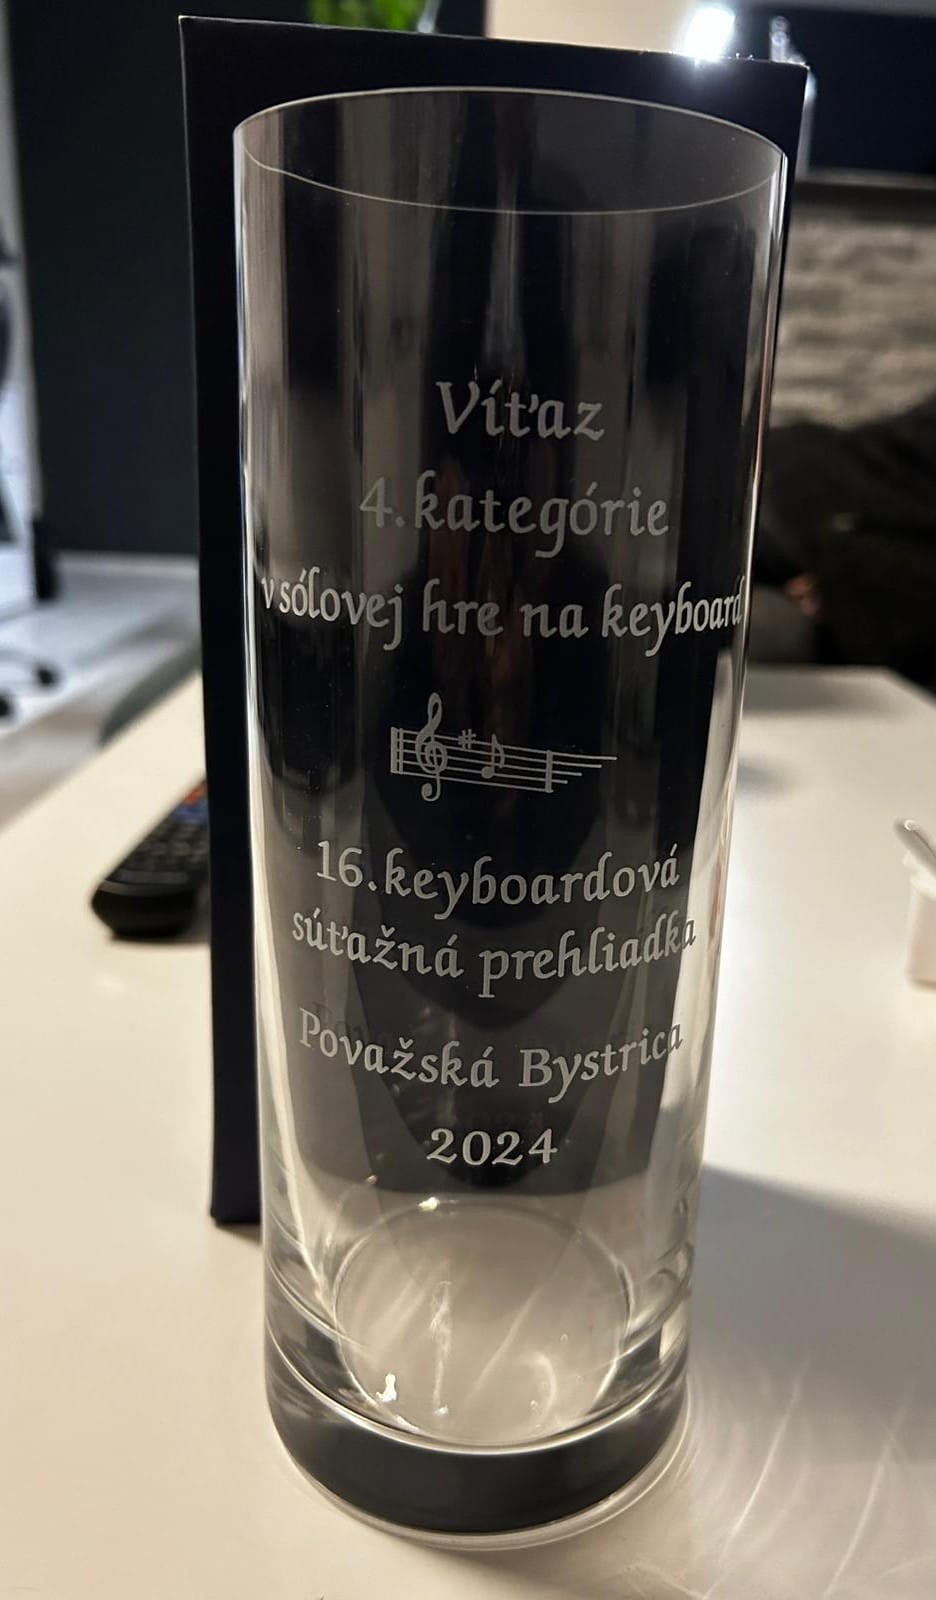 Víťaz
4.kategórie
v sólovej hre na keyboard
16.keyboardová
súťažná prehliadka
Považská Bystrica
2024